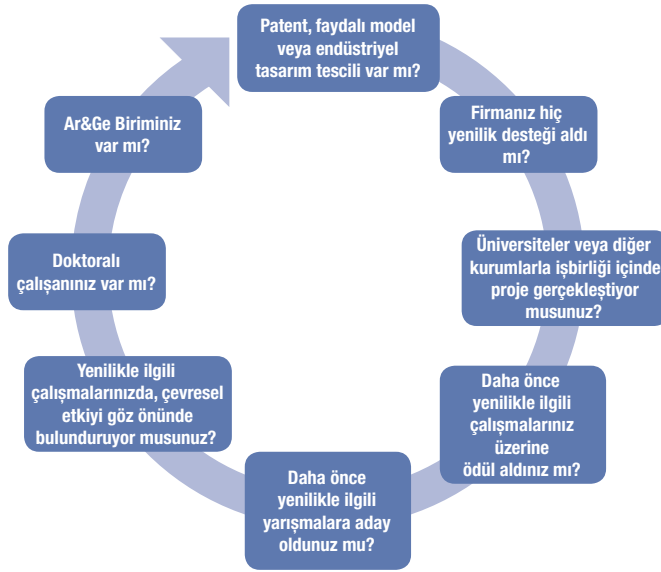 Patent, faydalı model
veya endüstriyel
tasarım tescili var mı?
Firmanız hiç
yenilik desteği aldı
mı?
Üniversiteler veya diğer
kurumlarla işbirliği içinde
proje gerçekleştiyor
musunuz?
Daha önce
yenilikle ilgili
çalışmalarınız
üzerine
ödül aldınız mı?
Daha önce
yenilikle ilgili
yarışmalara aday
oldunuz mu?
Yenilikle ilgili
çalışmalarınızda, çevresel
etkiyi göz önünde
bulunduruyor musunuz?
Doktoralı
çalışanınız var mı?
Ar&Ge Biriminiz
var mı?